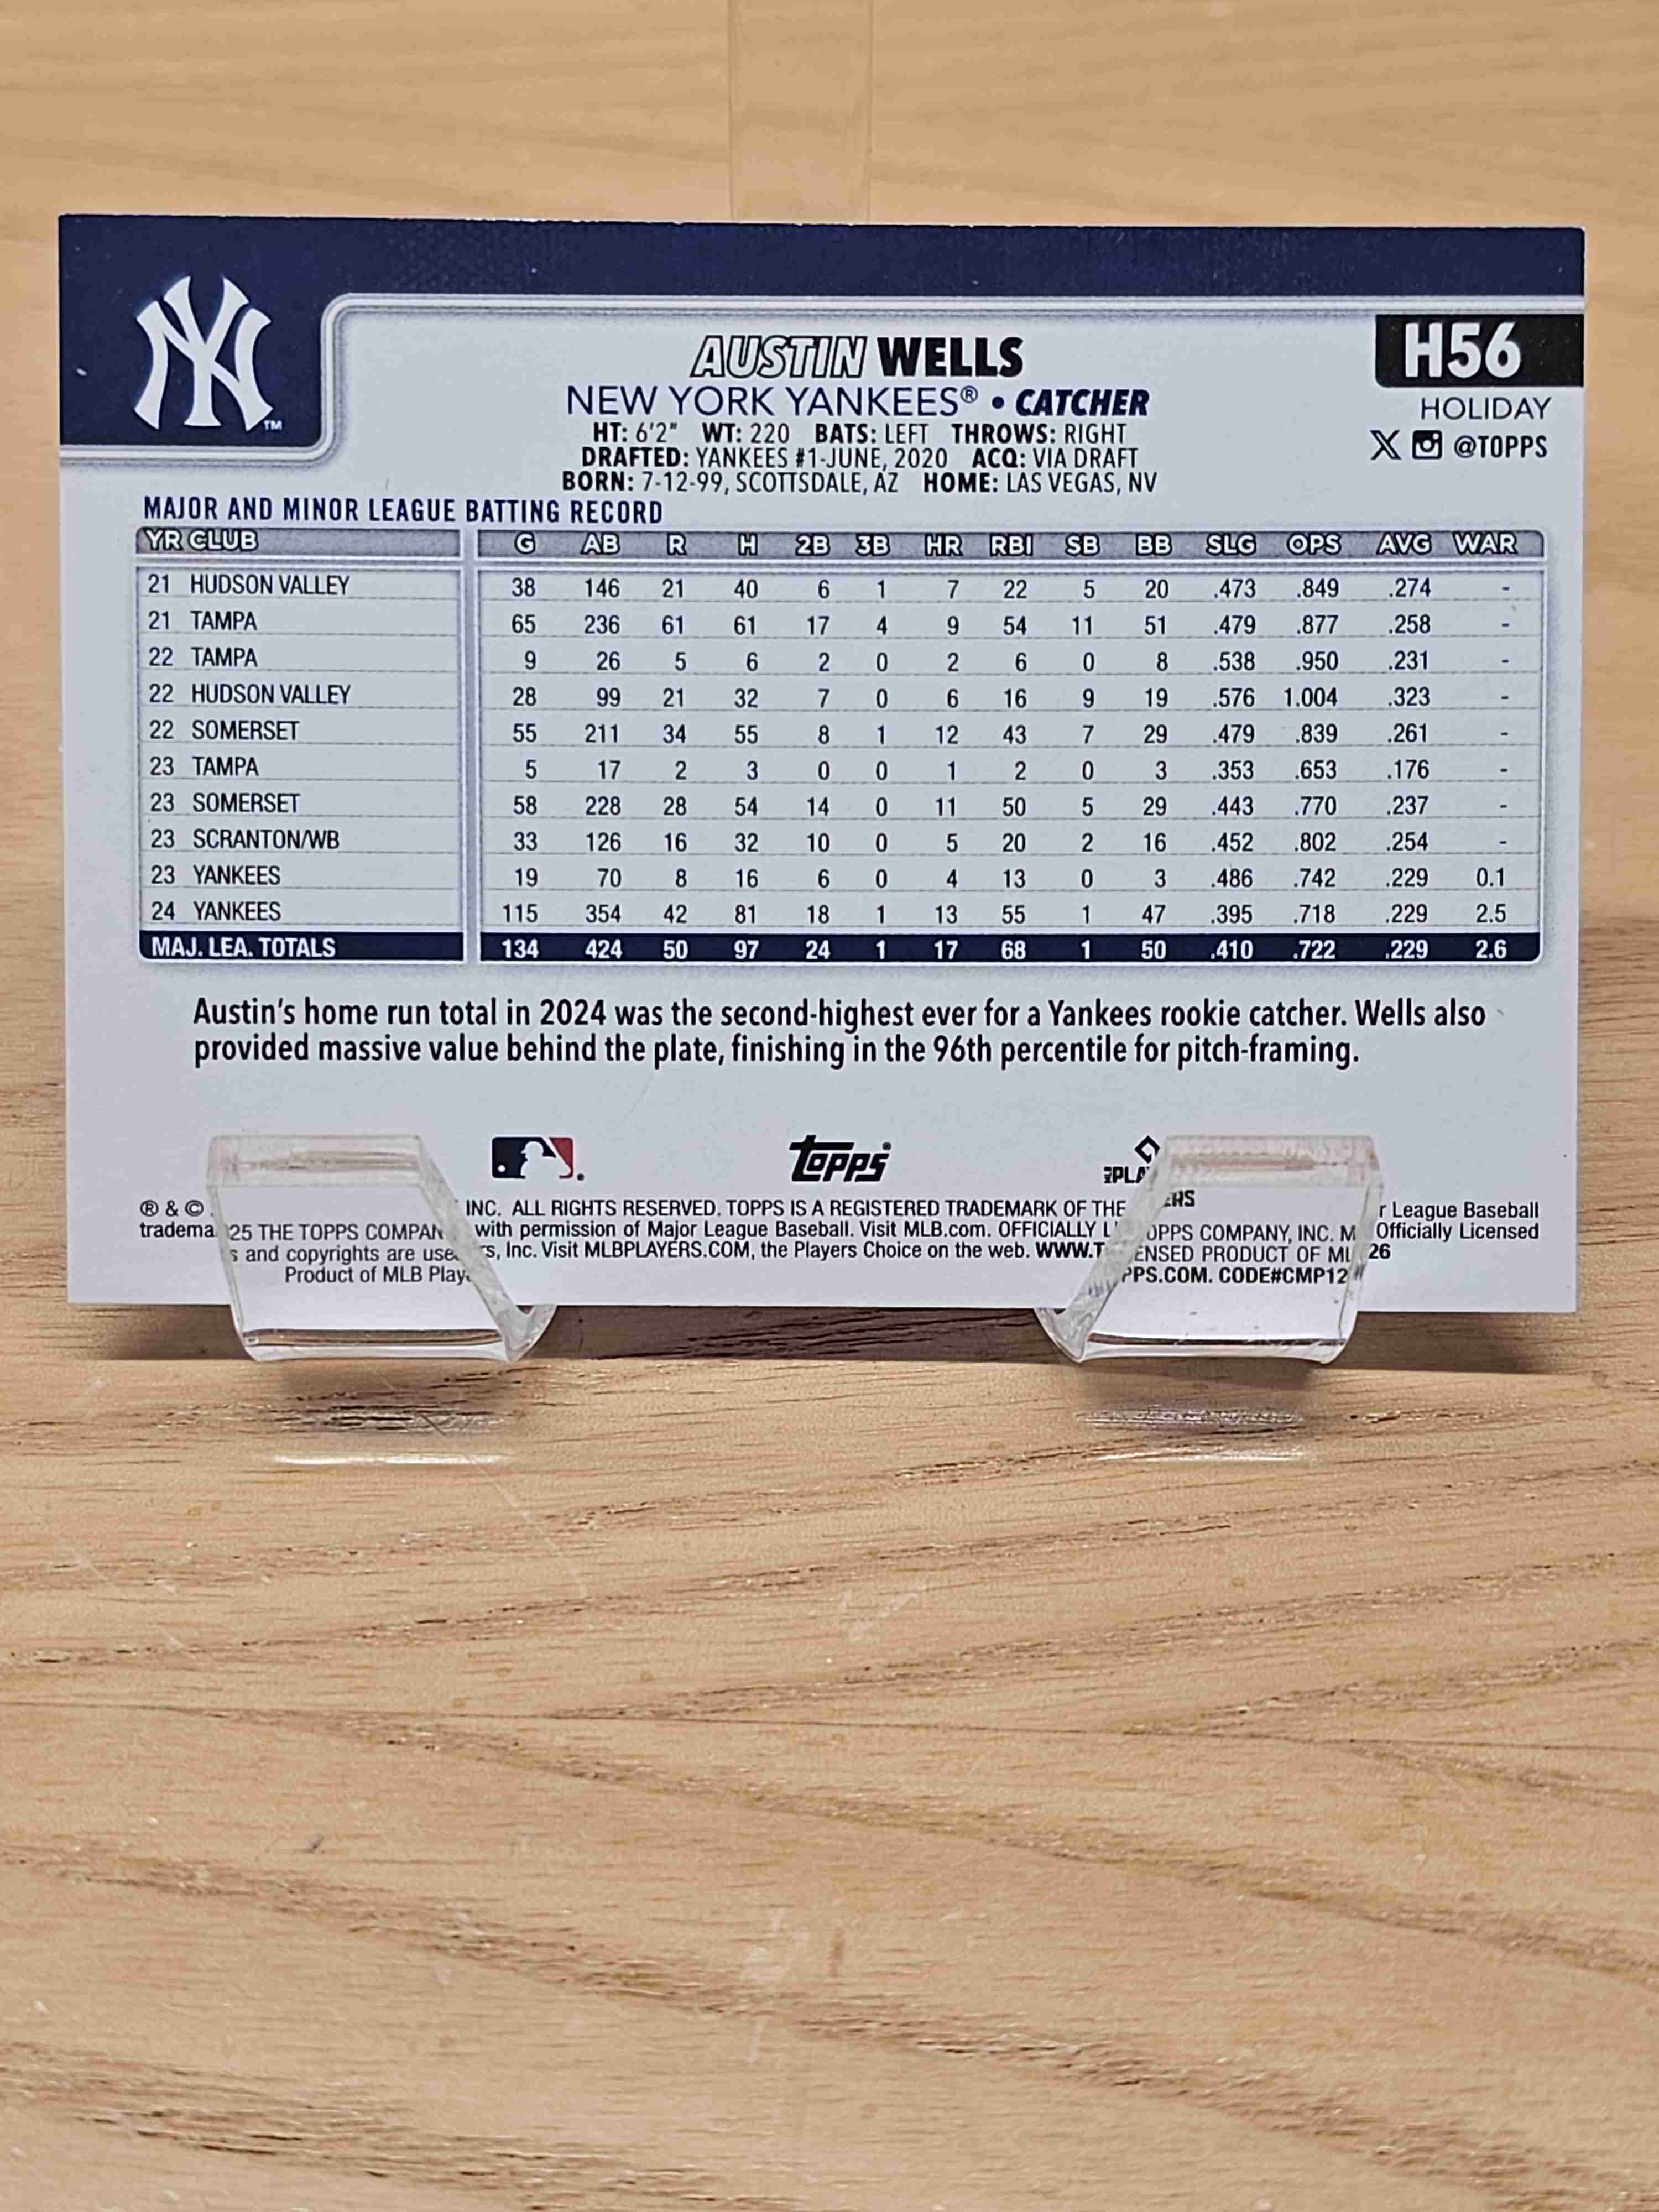 NY
TM
AUSTIN WELLS
NEW YORK YANKEES® • CATCHER
HT: 6'2" WT: 220 BATS: LEFT THROWS: RIGHT
DRAFTED: YANKEES #1-JUNE, 2020 ACQ: VIA DRAFT
BORN: 7-12-99, SCOTTSDALE, AZ HOME: LAS VEGAS, NV
H56
HOLIDAY
X @TOPPS
MAJOR AND MINOR LEAGUE BATTING RECORD
YR CLUB G AB R H 2B 3B HR RBI SB BB SLG OPS AVG WAR
21 HUDSON VALLEY 38 146 21 40 6 1 7 22 5 20 .473 .849 .274 -
21 TAMPA 65 236 61 61 17 4 9 54 11 51 .479 .877 .258 -
22 TAMPA 9 26 5 6 2 0 2 6 0 8 .538 .950 .231 -
22 HUDSON VALLEY 28 99 21 32 7 0 6 16 9 19 .576 1.004 .323 -
22 SOMERSET 55 211 34 55 8 1 12 43 7 29 .479 .839 .261 -
23 TAMPA 5 17 2 3 0 0 1 2 0 3 .353 .653 .176 -
23 SOMERSET 58 228 28 54 14 0 11 50 5 29 .443 .770 .237 -
23 SCRANTON/WB 33 126 16 32 10 0 5 20 2 16 .452 .802 .254 -
23 YANKEES 19 70 8 16 6 0 4 13 0 3 .486 .742 .229 0.1
24 YANKEES 115 354 42 81 18 1 13 55 1 47 .395 .718 .229 2.5
MAJ. LEA. TOTALS 134 424 50 97 24 1 17 68 1 50 .410 .722 .229 2.6
Austin's home run total in 2024 was the second-highest ever for a Yankees rookie catcher. Wells also
provided massive value behind the plate, finishing in the 96th percentile for pitch-framing.
topps®
® & © 25 THE TOPPS COMPAN INC. ALL RIGHTS RESERVED. TOPPS IS A REGISTERED TRADEMARK OF THE OPPS COMPANY, INC. M r League Baseball
tradema s and copyrights are use with permission of Major League Baseball. Visit MLB.com. OFFICIALLY L ENSED PRODUCT OF ML Officially Licensed
Product of MLB Play rs, Inc. Visit MLBPLAYERS.COM, the Players Choice on the web. WWW.T PPS.COM. CODE#CMP12 26